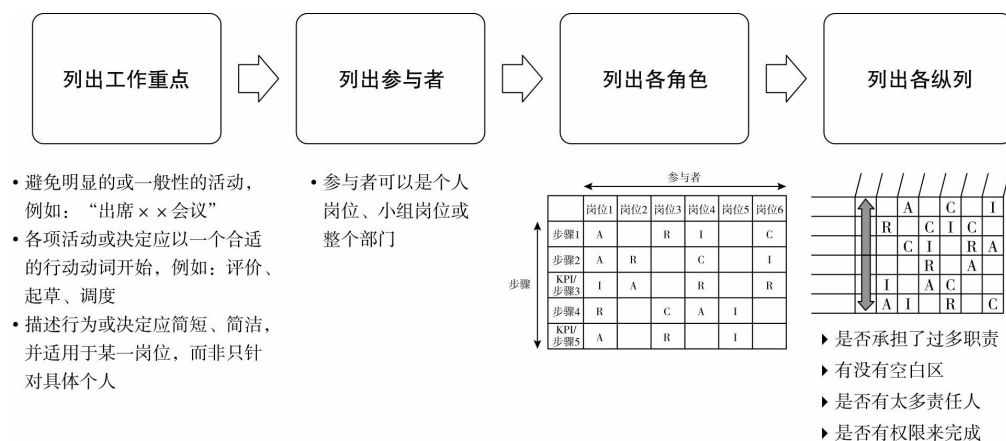 列出工作重点
列出参与者
列出各角色
列出各纵列
• 避免明显的或一般性的活动，
例如：“出席××会议”
• 各项活动或决定应以一个合适
的行动动词开始，例如：评价、
起草、调度
• 描述行为或决定应简短、简洁，
并适用于某一岗位，而非只针
对具体个人
• 参与者可以是个人
岗位、小组岗位或
整个部门
参与者
岗位1 岗位2 岗位3 岗位4 岗位5 岗位6
步骤
步骤1 A R I C
步骤2 A R C I
KPI/
步骤3 I A R R
步骤4 R C A I
KPI/
步骤5 A R I
A C I
R C I C
C I R A
R A
I A C
A I R C
▶ 是否承担了过多职责
▶ 有没有空白区
▶ 是否有太多责任人
▶ 是否有权限来完成